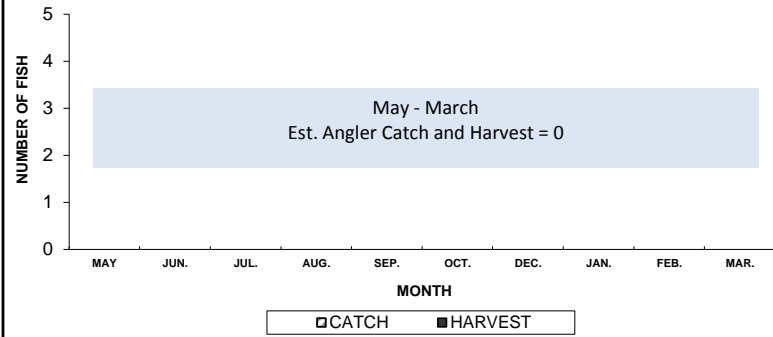 5
4
3
2
1
0
NUMBER OF FISH
May - March
Est. Angler Catch and Harvest = 0
MAY JUN. JUL. AUG. SEP. OCT. DEC. JAN. FEB. MAR.
MONTH
CATCH HARVEST